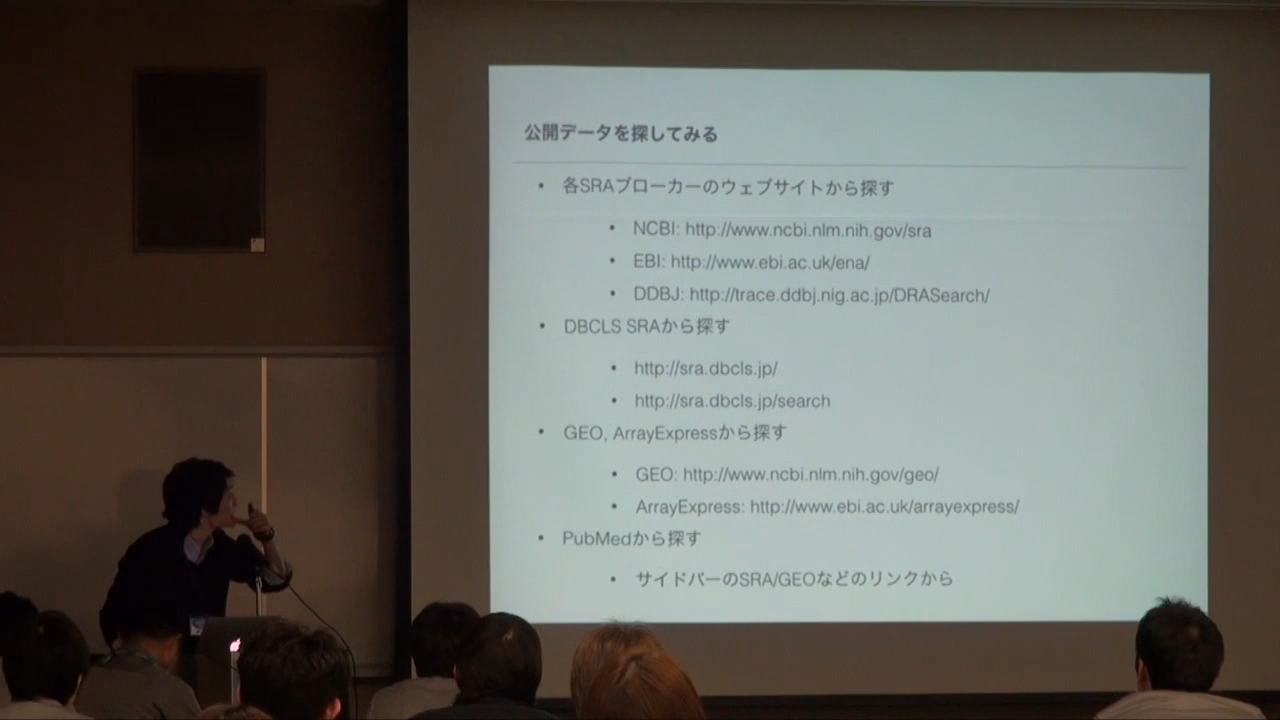 公開データを探してみる
• 各SRAブローカーのウェブサイトから探す
• NCBI: http://www.ncbi.nlm.nih.gov/sra
• EBI: http://www.ebi.ac.uk/ena/
• DDBJ: http://trace.ddbj.nig.ac.jp/DRASearch/
• DBCLS SRAから探す
• http://sra.dbcls.jp/
• http://sra.dbcls.jp/search
• GEO, ArrayExpressから探す
• GEO: http://www.ncbi.nlm.nih.gov/geo/
• ArrayExpress: http://www.ebi.ac.uk/arrayexpress/
• PubMedから探す
• サイドバーのSRA/GEOなどのリンクから